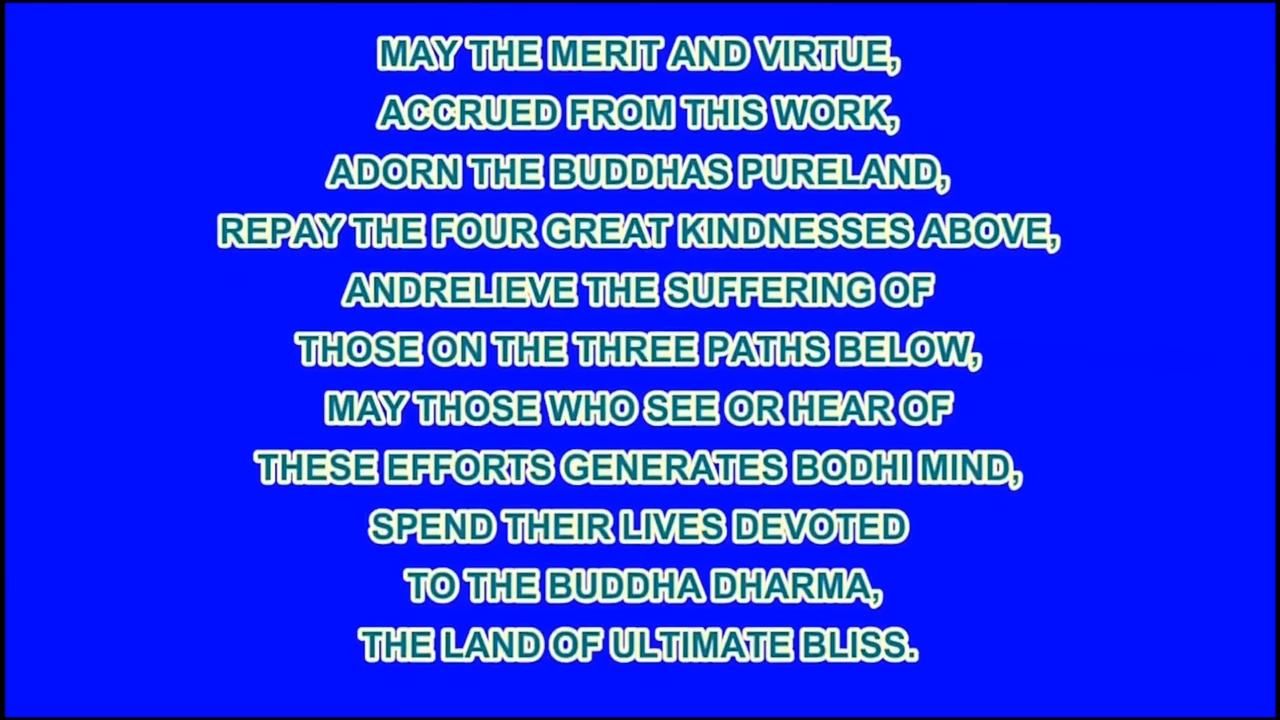 MAY THE MERIT AND VIRTUE,
ACCRUED FROM THIS WORK,
ADORN THE BUDDHAS PURELAND,
REPAY THE FOUR GREAT KINDNESSES ABOVE,
ANDRELIEVE THE SUFFERING OF
THOSE ON THE THREE PATHS BELOW,
MAY THOSE WHO SEE OR HEAR OF
THESE EFFORTS GENERATES BODHI MIND,
SPEND THEIR LIVES DEVOTED
TO THE BUDDHA DHARMA,
THE LAND OF ULTIMATE BLISS.